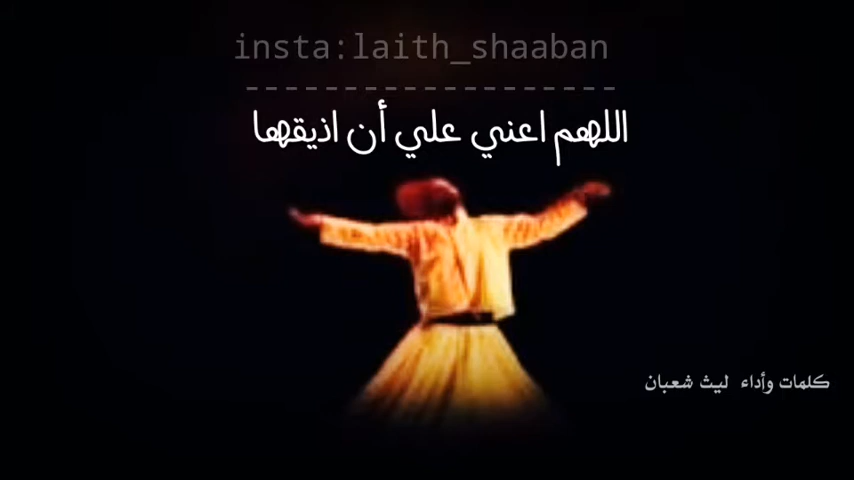 insta:laith_shaaban
-------------------
اللهم اعني علي أن اذيقها
كلمات وأداء ليث شعبان